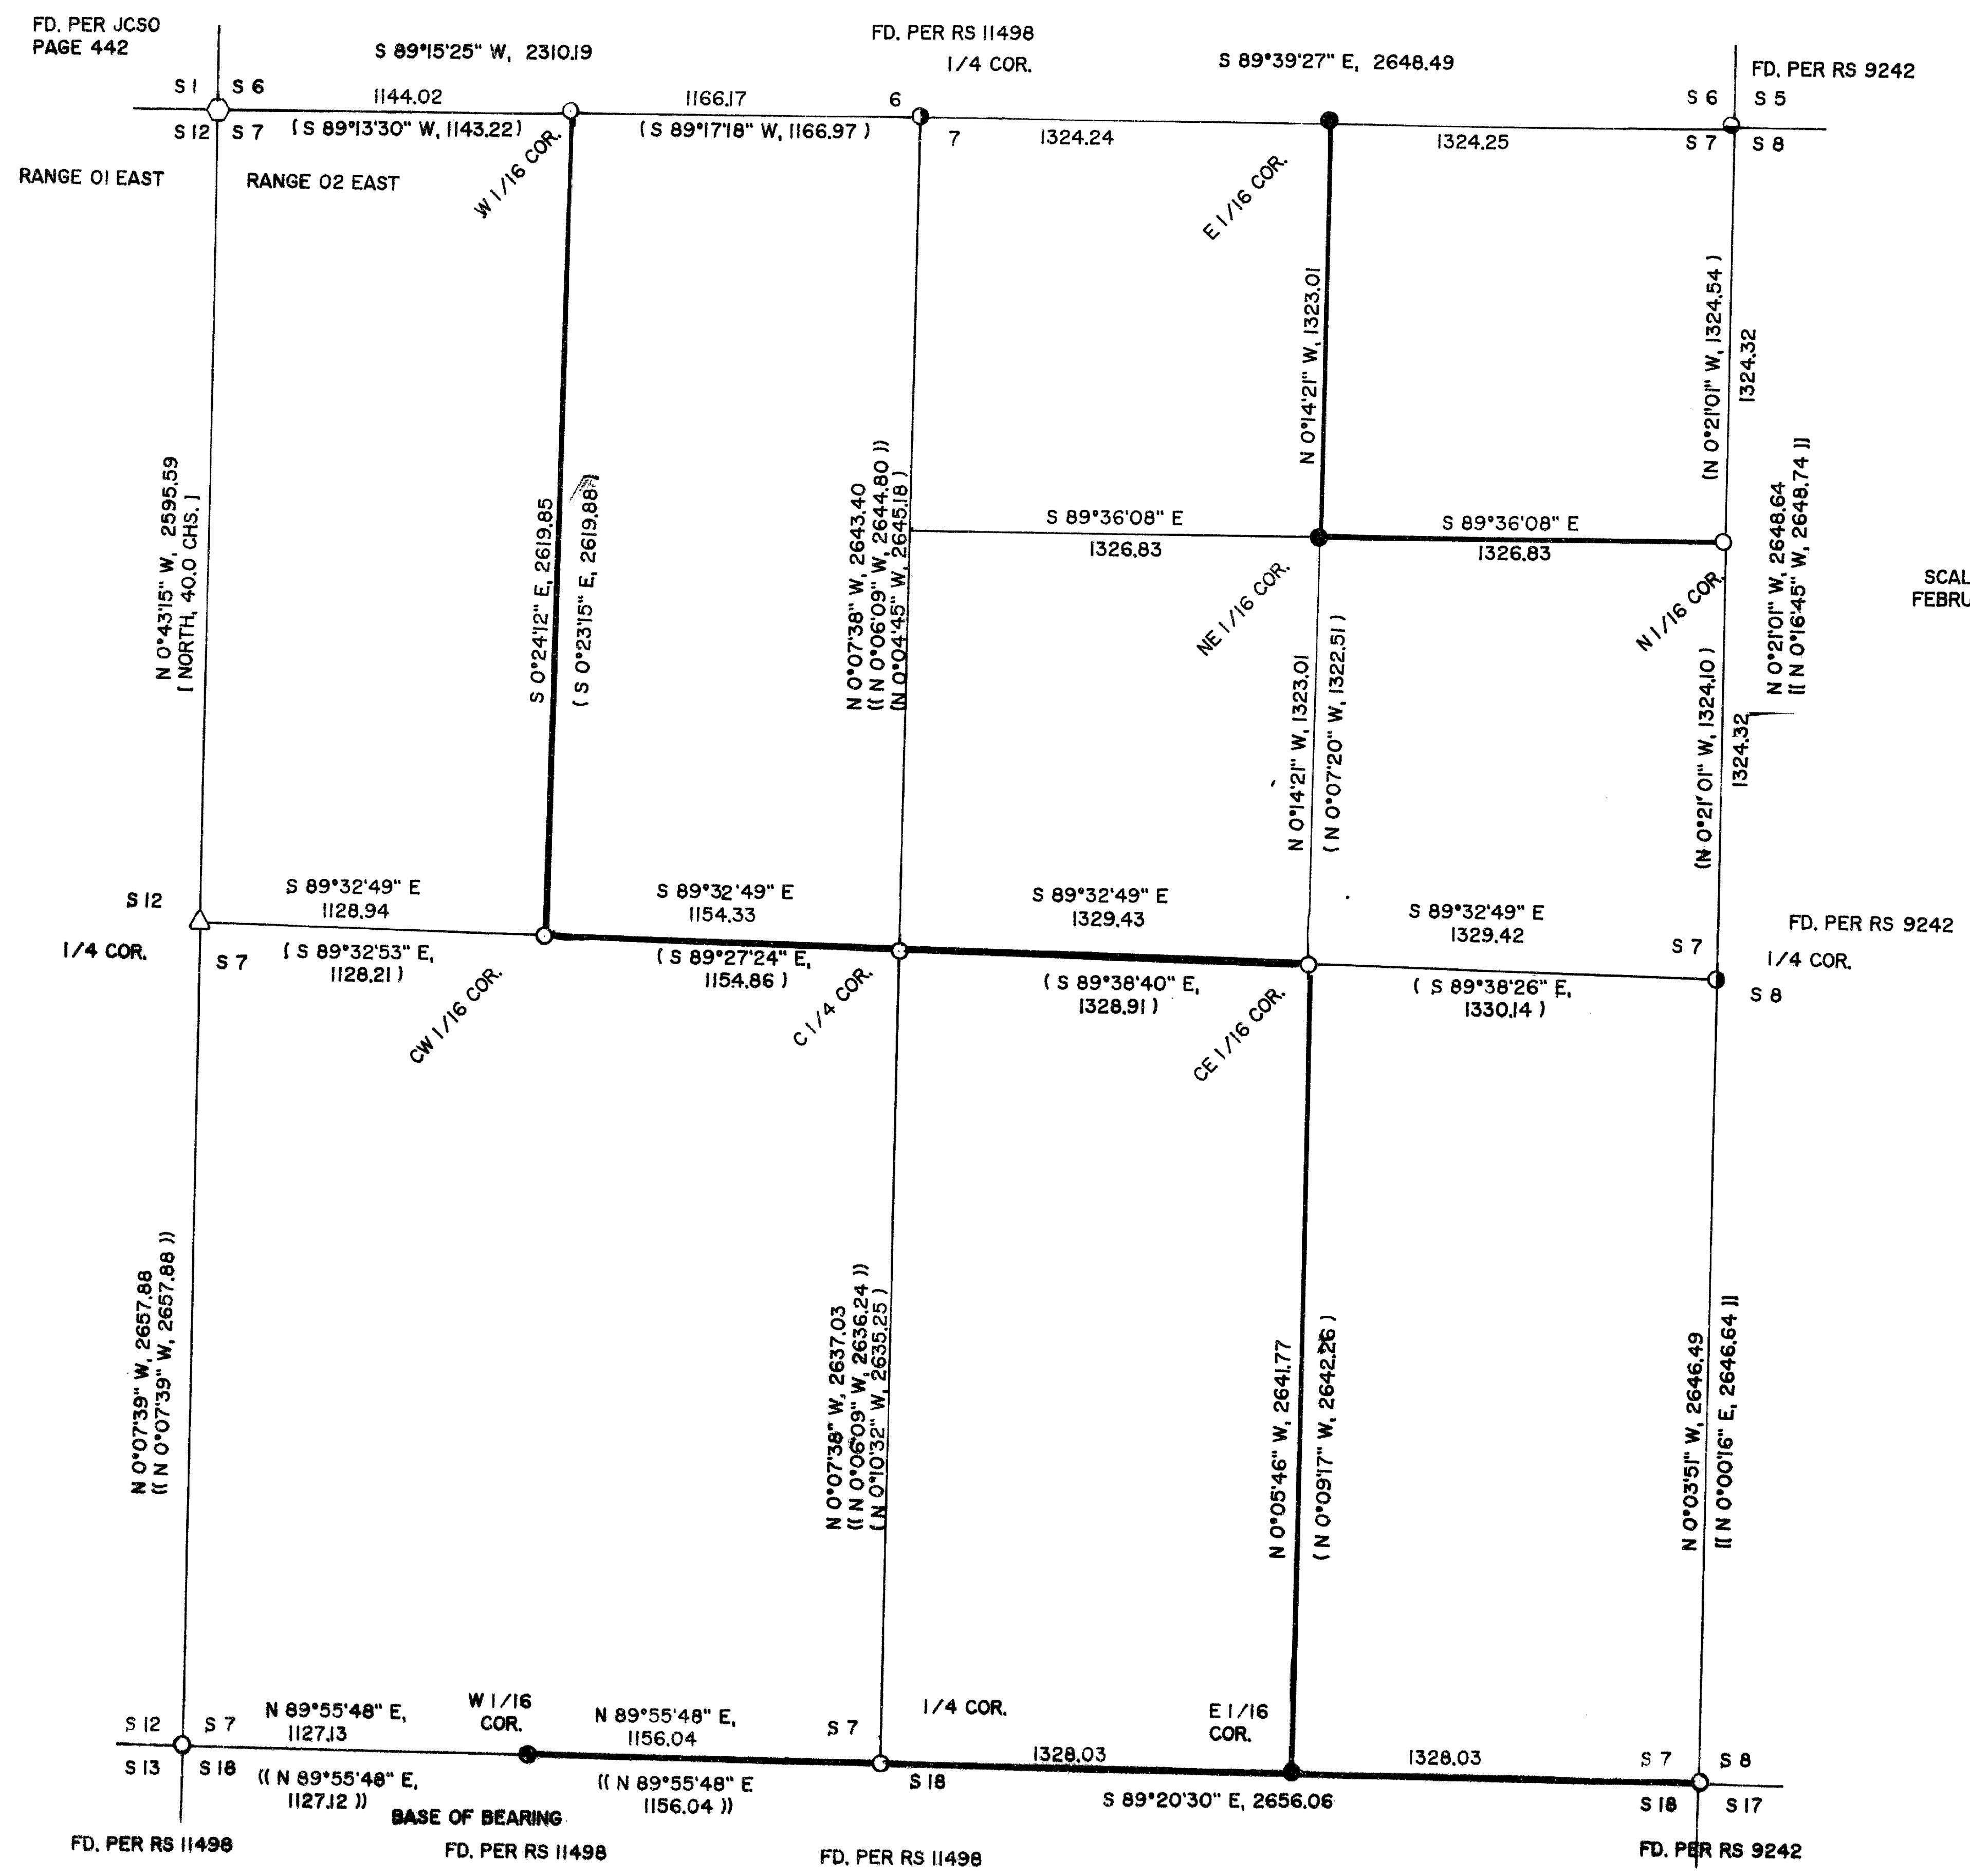 FD. PER JCSO
PAGE 442
S 89°15'25" W, 2310.19
FD. PER RS 11498
1/4 COR.
S 89°39'27" E, 2648.49
FD. PER RS 9242
S 1
S 6
1144.02
1166.17
6
S 6
S 5
S 12
S 7
( S 89°13'30" W, 1143.22)
( S 89°17'18" W, 1166.97 )
7
1324.24
1324.25
S 7
S 8
RANGE 01 EAST
RANGE 02 EAST
W 1/16 COR.
E 1/16 COR.
N 0°43'15" W, 2595.59
[ NORTH, 40.0 CHS. ]
S 0°24'12" E, 2619.85
( S 0°23'15" E, 2619.88 )
N 0°07'38" W, 2643.40
(( N 0°06'09" W, 2644.80 ))
(N 0°04'45" W, 2645.18 )
N 0°14'21" W, 1323.01
(N 0°21'01" W, 1324.54 )
1324.32
N 0°21'01" W, 2648.64
[[ N 0°16'45" W, 2648.74 ]]
S 89°36'08" E
1326.83
S 89°36'08" E
1326.83
NE 1/16 COR.
N 1/16 COR.
SCAL
FEBRU
N 0°14'21" W, 1323.01
( N 0°07'20" W, 1322.51 )
(N 0°21'01" W, 1324.10 )
1324.32
S 12
S 89°32'49" E
1128.94
S 89°32'49" E
1154.33
S 89°32'49" E
1329.43
S 89°32'49" E
1329.42
FD. PER RS 9242
1/4 COR.
S 7
( S 89°32'53" E,
1128.21 )
( S 89°27'24" E,
1154.86 )
( S 89°38'40" E,
1328.91 )
( S 89°38'26" E,
1330.14 )
S 7
1/4 COR.
S 8
CW 1/16 COR.
C 1/4 COR.
CE 1/16 COR.
N 0°07'39" W, 2657.88
(( N 0°07'39" W, 2657.88 ))
N 0°07'38" W, 2637.03
(( N 0°06'09" W, 2636.24 ))
( N 0°10'32" W, 2635.25 )
N 0°05'46" W, 2641.77
( N 0°09'17" W, 2642.26 )
N 0°03'51" W, 2646.49
[[ N 0°00'16" E, 2646.64 ]]
S 12
S 7
N 89°55'48" E,
1127.13
W 1/16
COR.
N 89°55'48" E,
1156.04
S 7
1/4 COR.
E 1/16
COR.
1328.03
1328.03
S 7
S 8
S 13
S 18
(( N 89°55'48" E,
1127.12 ))
(( N 89°55'48" E
1156.04 ))
S 18
S 89°20'30" E, 2656.06
S 18
S 17
BASE OF BEARING
FD. PER RS 11498
FD. PER RS 11498
FD. PER RS 11498
FD. PER RS 9242